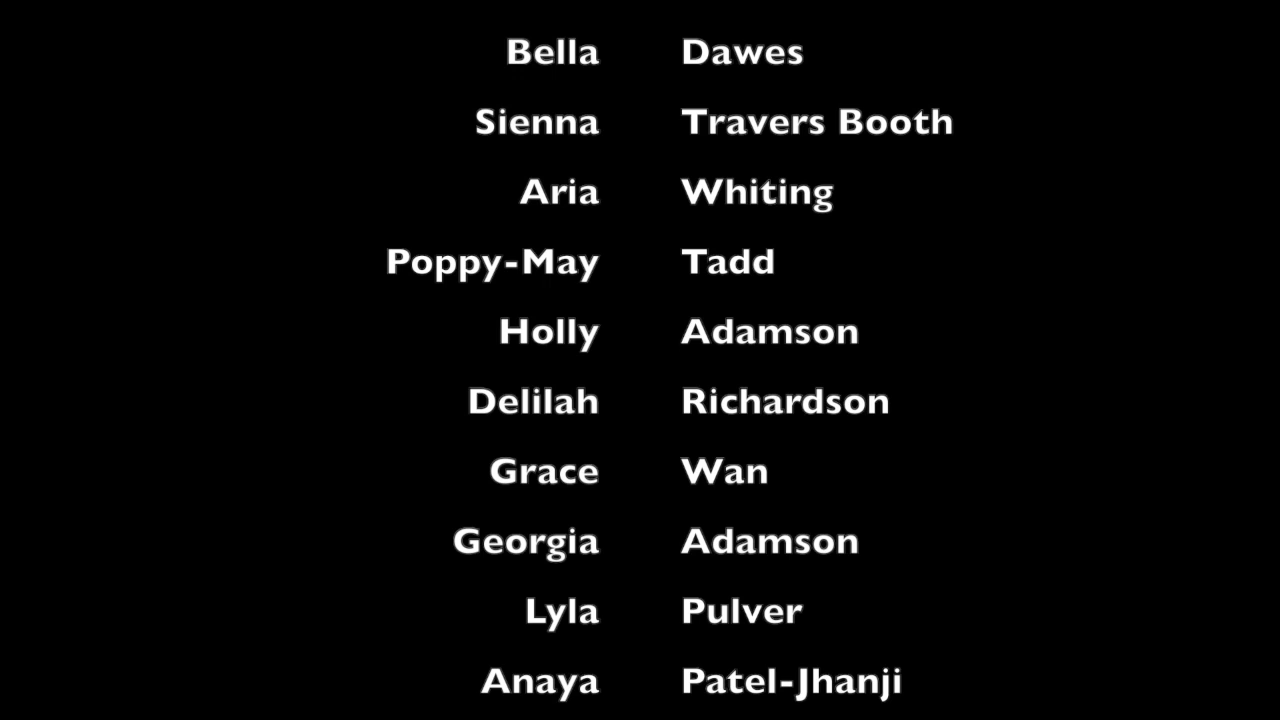 Bella Dawes
Sienna Travers Booth
Aria Whiting
Poppy-May Tadd
Holly Adamson
Delilah Richardson
Grace Wan
Georgia Adamson
Lyla Pulver
Anaya Patel-Jhanji